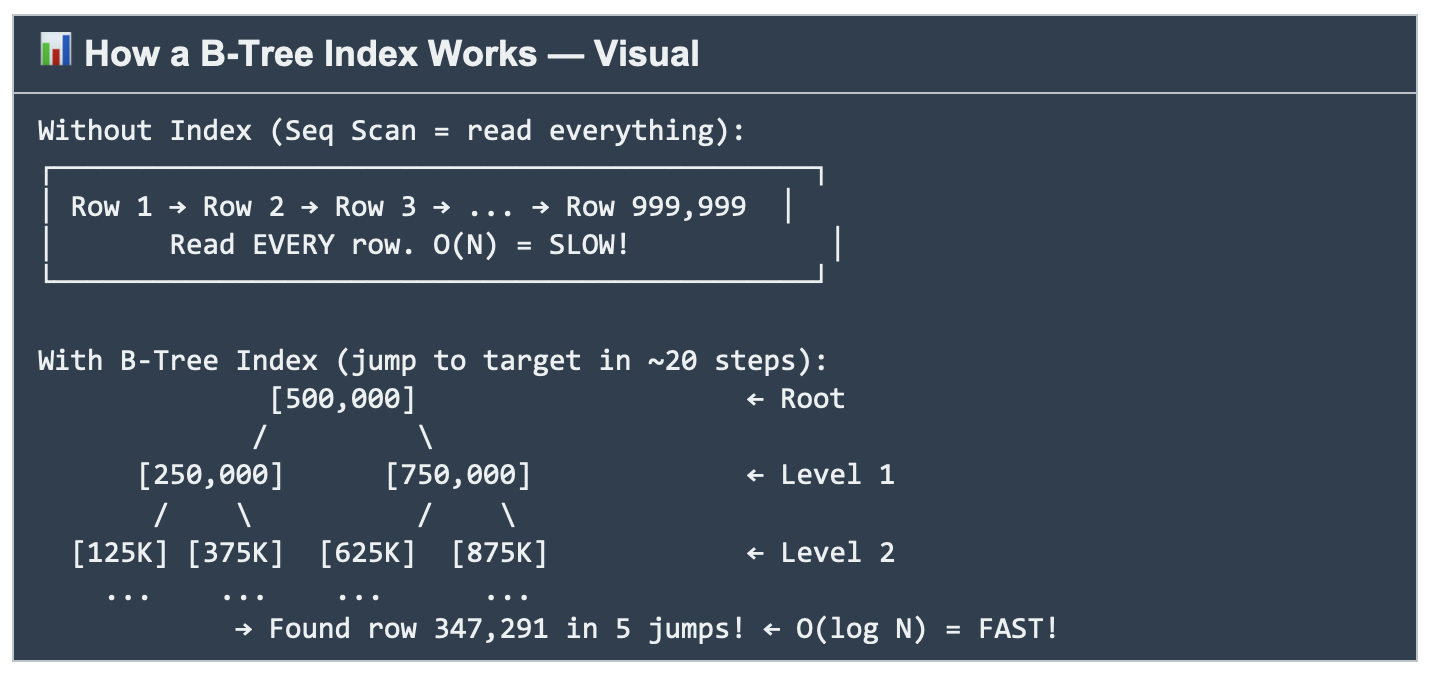 📊 How a B-Tree Index Works — Visual
Without Index (Seq Scan = read everything):
Row 1 → Row 2 → Row 3 → ... → Row 999,999
Read EVERY row. O(N) = SLOW!
With B-Tree Index (jump to target in ~20 steps):
[500,000] ← Root
/ \
[250,000] [750,000] ← Level 1
/ \ / \
[125K] [375K] [625K] [875K] ← Level 2
... ... ... ...
→ Found row 347,291 in 5 jumps! ← O(log N) = FAST!